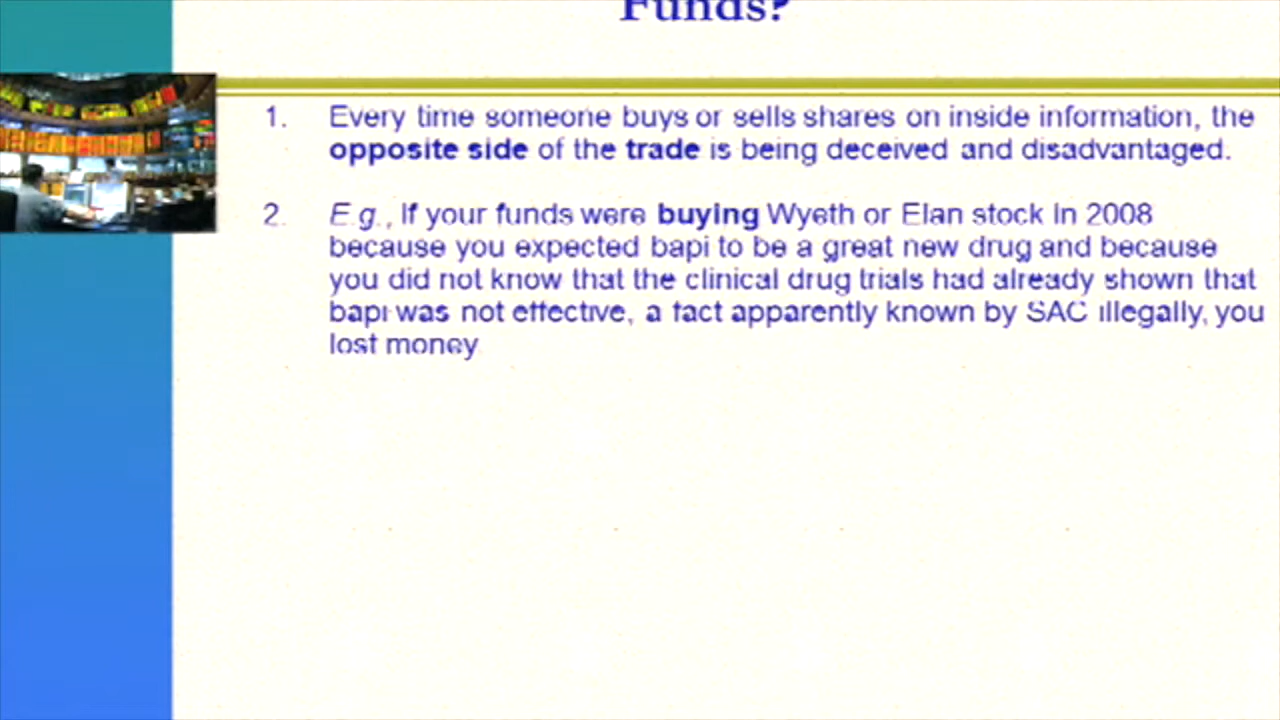 Funds?
1. Every time someone buys or sells shares on inside information, the
opposite side of the trade is being deceived and disadvantaged.
2. E.g., If your funds were buying Wyeth or Elan stock in 2008
because you expected bapi to be a great new drug and because
you did not know that the clinical drug trials had already shown that
bapi was not effective, a fact apparently known by SAC illegally, you
lost money